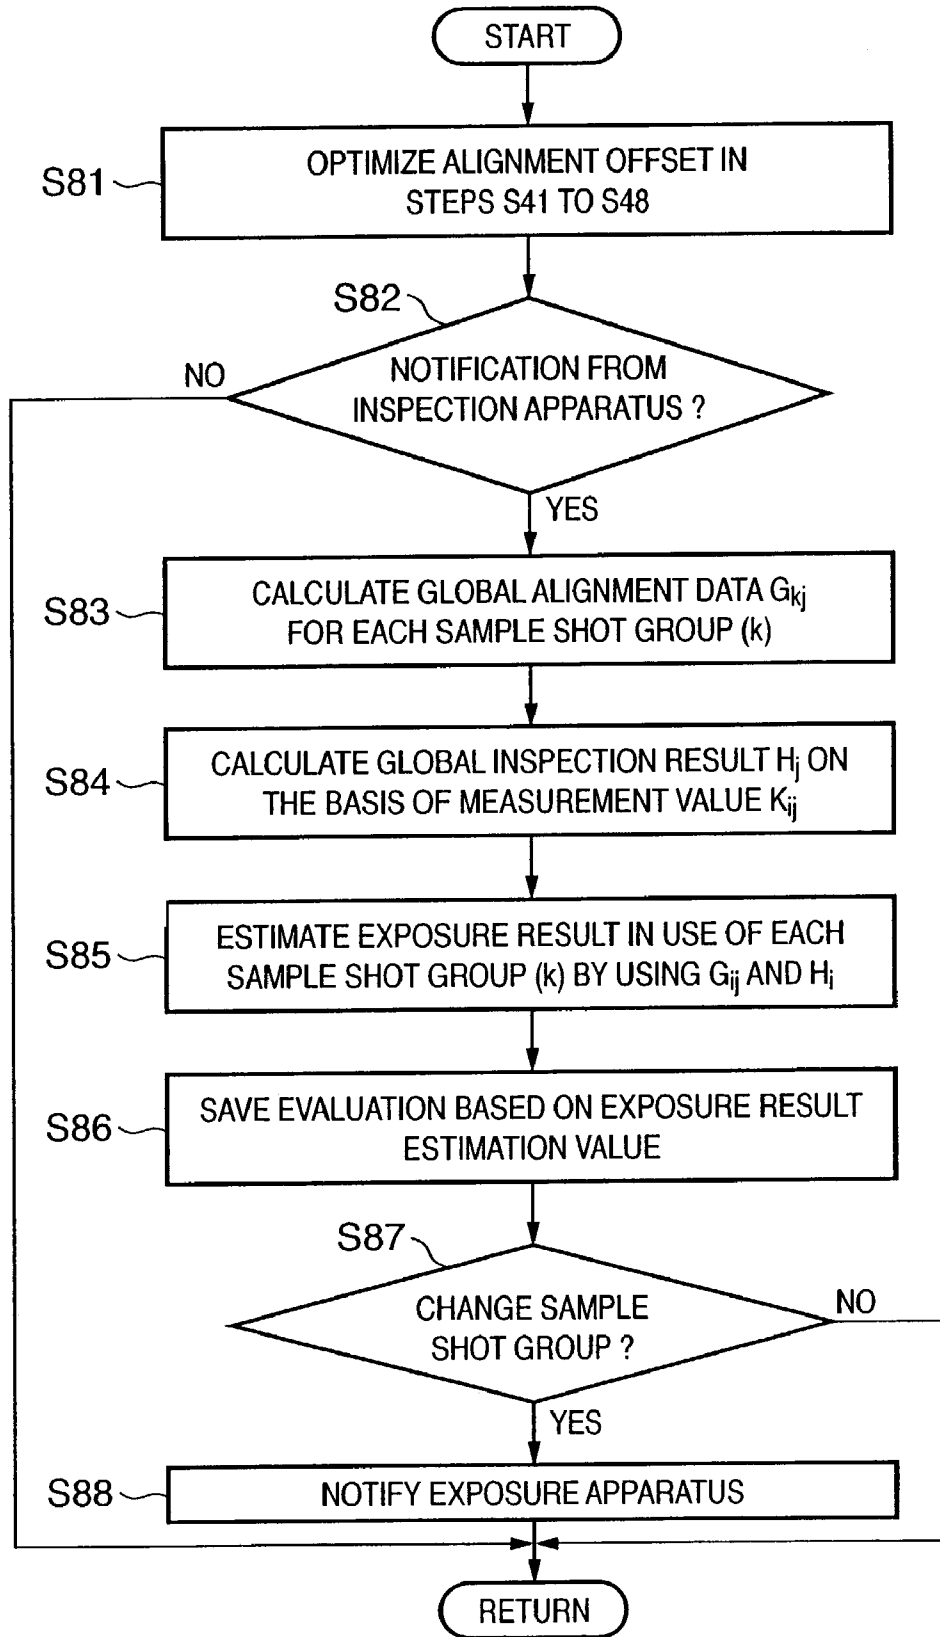 START
S81
OPTIMIZE ALIGNMENT OFFSET IN
STEPS S41 TO S48
S82
NOTIFICATION FROM
INSPECTION APPARATUS ?
NO
YES
S83
CALCULATE GLOBAL ALIGNMENT DATA Gkj
FOR EACH SAMPLE SHOT GROUP (k)
S84
CALCULATE GLOBAL INSPECTION RESULT Hj ON
THE BASIS OF MEASUREMENT VALUE Kij
S85
ESTIMATE EXPOSURE RESULT IN USE OF EACH
SAMPLE SHOT GROUP (k) BY USING Gij AND Hi
S86
SAVE EVALUATION BASED ON EXPOSURE RESULT
ESTIMATION VALUE
S87
CHANGE SAMPLE
SHOT GROUP ?
NO
YES
S88
NOTIFY EXPOSURE APPARATUS
RETURN